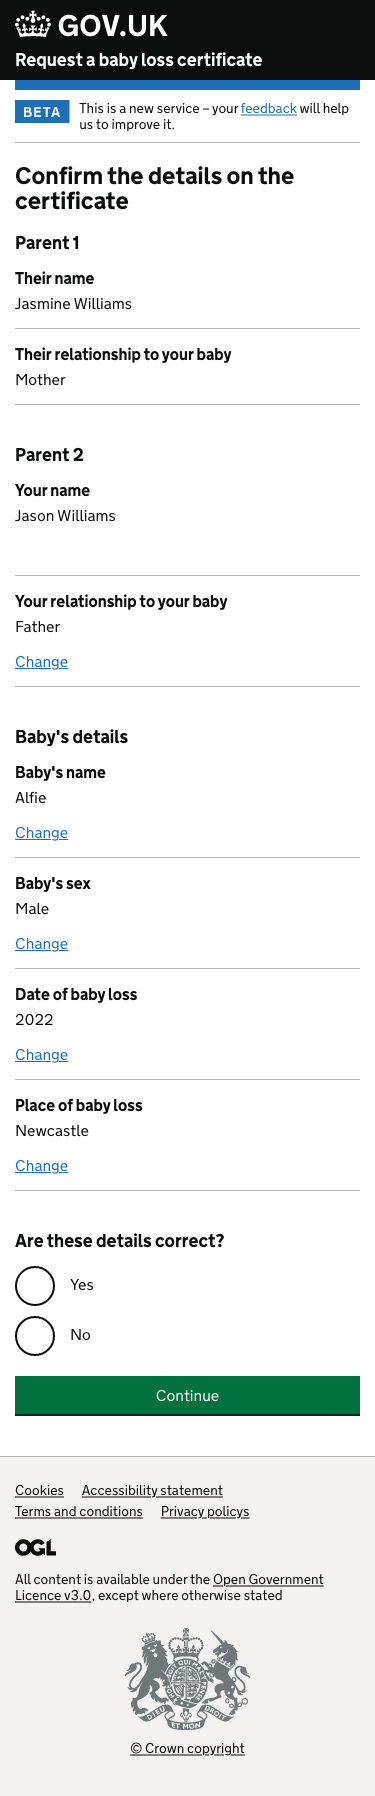 GOV.UK
Request a baby loss certificate
BETA
This is a new service – your feedback will help
us to improve it.
Confirm the details on the
certificate
Parent 1
Their name
Jasmine Williams
Their relationship to your baby
Mother
Parent 2
Your name
Jason Williams
Your relationship to your baby
Father
Change
Baby's details
Baby's name
Alfie
Change
Baby's sex
Male
Change
Date of baby loss
2022
Change
Place of baby loss
Newcastle
Change
Are these details correct?
Yes
No
Continue
Cookies Accessibility statement
Terms and conditions Privacy policys
OGL
All content is available under the Open Government
Licence v3.0, except where otherwise stated
DIEU ET MON DROIT
© Crown copyright